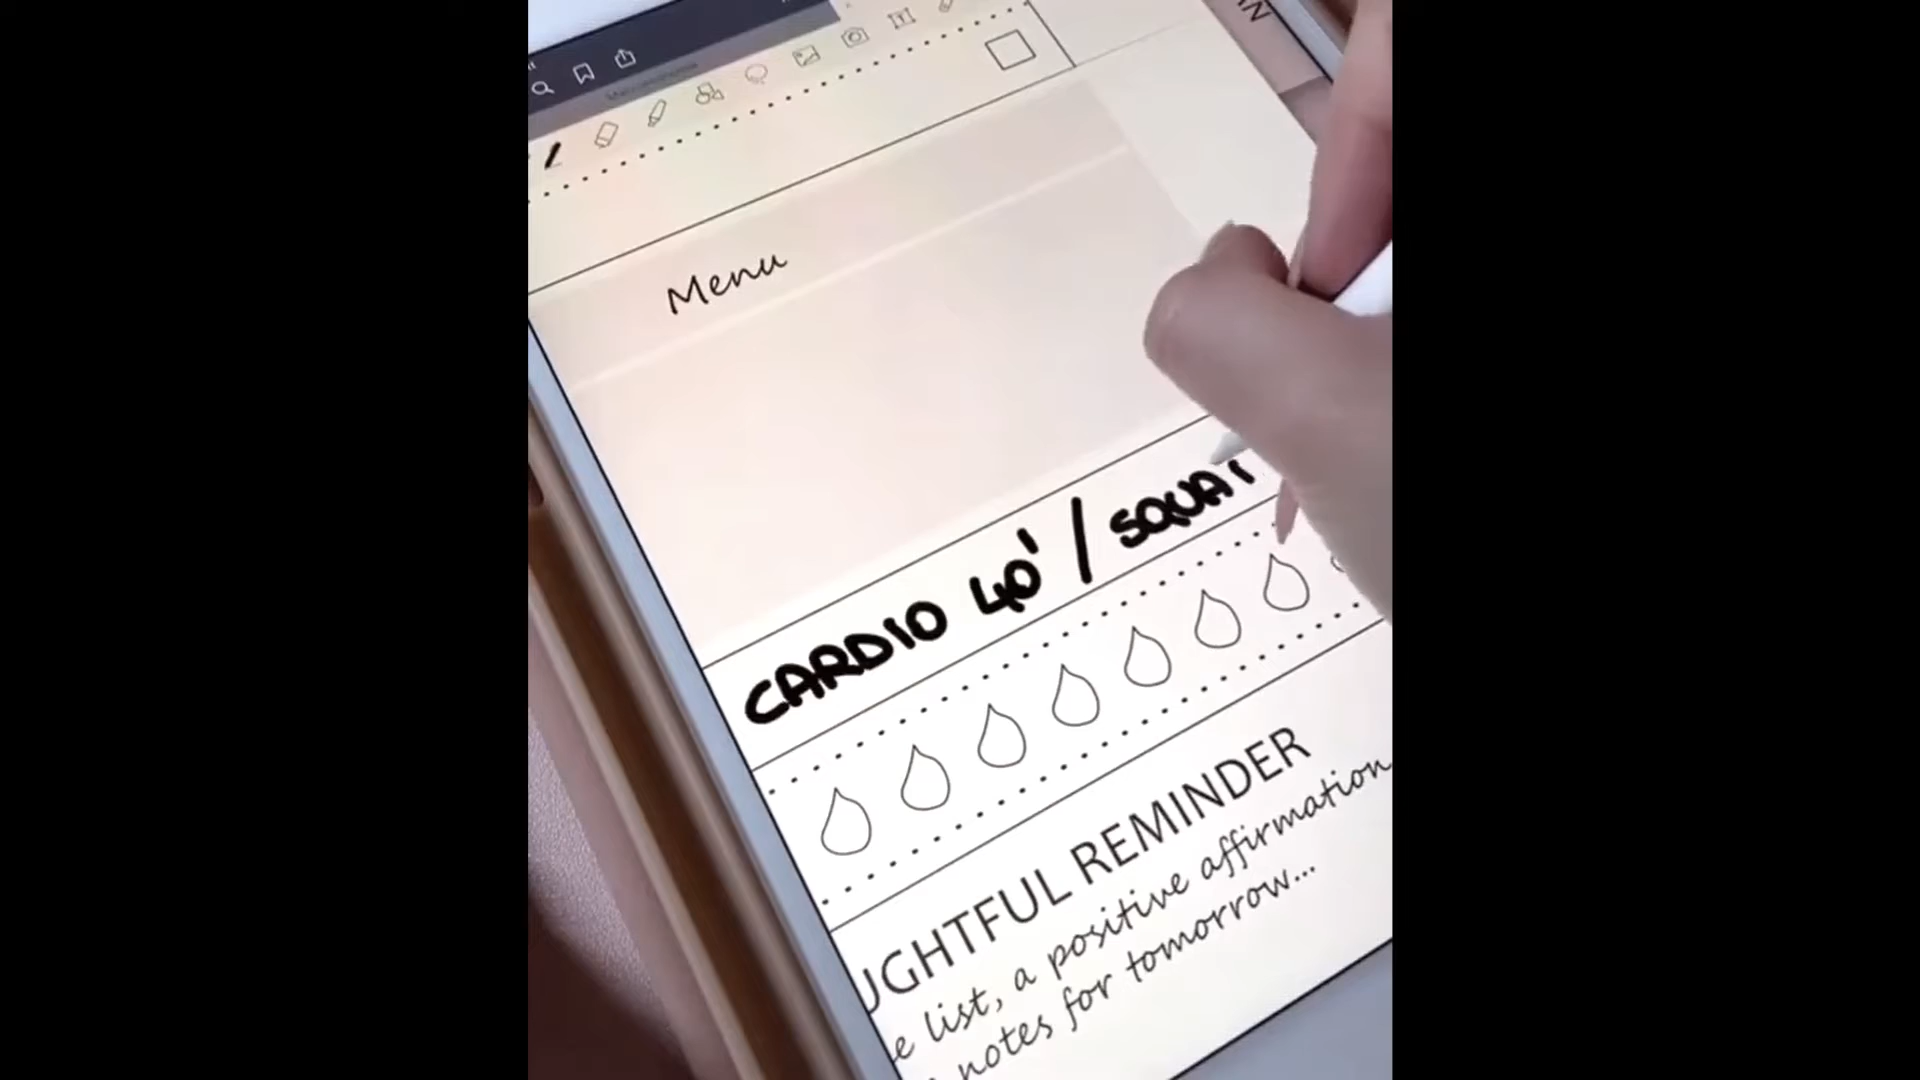 Menu
CARDIO 40' / SQUAT
UGHTFUL REMINDER
e list, a positive affirmation
notes for tomorrow...